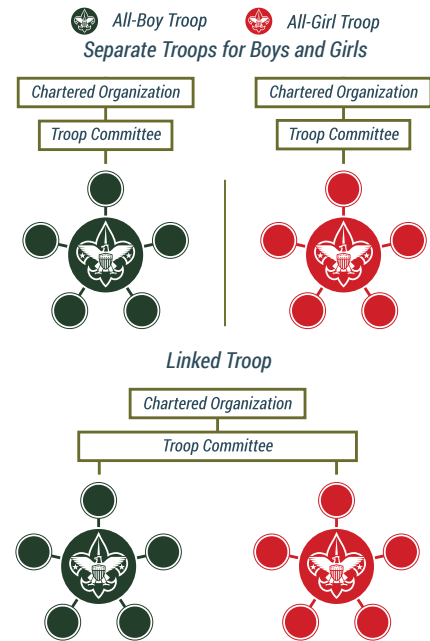 All-Boy Troop
All-Girl Troop
Separate Troops for Boys and Girls
Chartered Organization
Chartered Organization
Troop Committee
Troop Committee
Linked Troop
Chartered Organization
Troop Committee